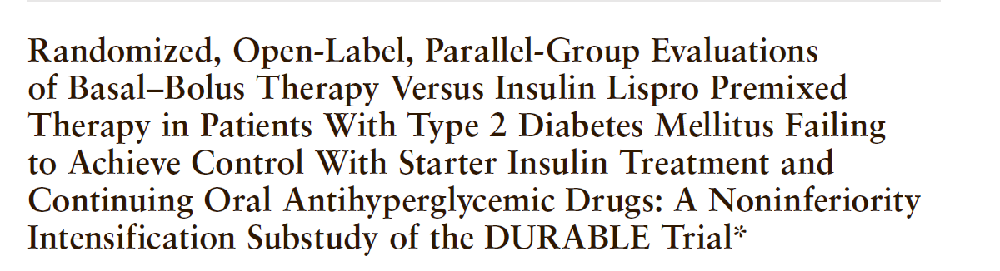 Randomized, Open-Label, Parallel-Group Evaluations
of Basal–Bolus Therapy Versus Insulin Lispro Premixed
Therapy in Patients With Type 2 Diabetes Mellitus Failing
to Achieve Control With Starter Insulin Treatment and
Continuing Oral Antihyperglycemic Drugs: A Noninferiority
Intensification Substudy of the DURABLE Trial*